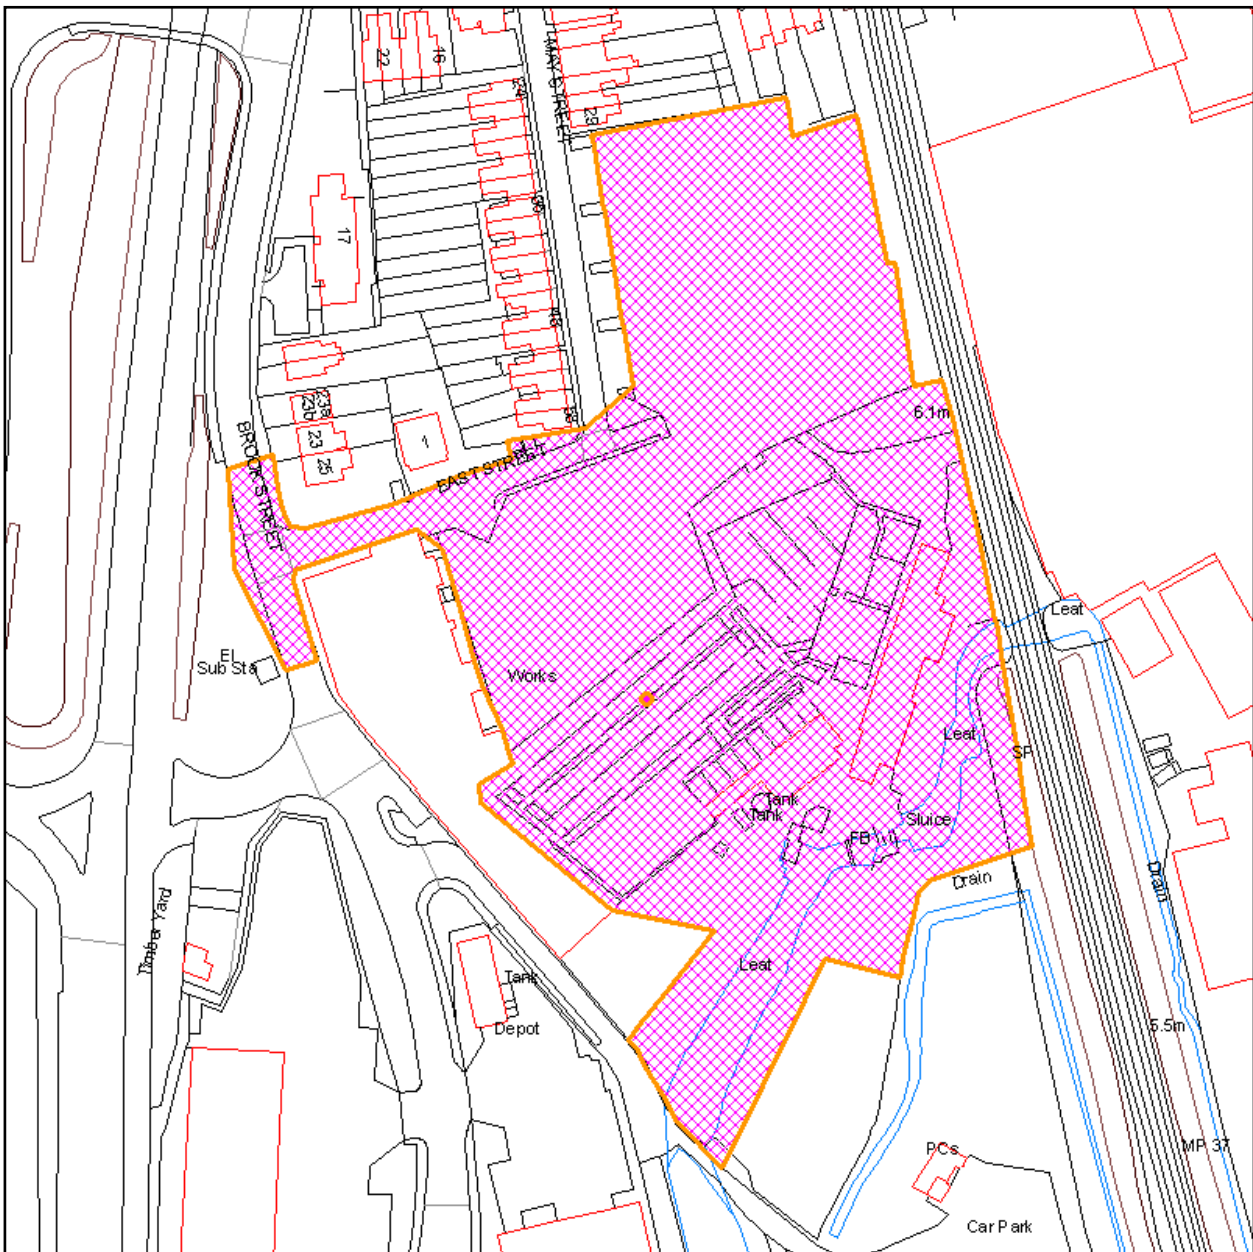 22
16
MAY STREET
29
17
1
23a
23b
23
25
BROOK STREET
EAST STREET
6.1m
El
Sub Sta
Works
Leat
Leat
SP
Tank
Tank
Sluice
FB
Drain
Drain
Timber Yard
Leat
Tank
Depot
5.5m
PCs
MP 37
Car Park